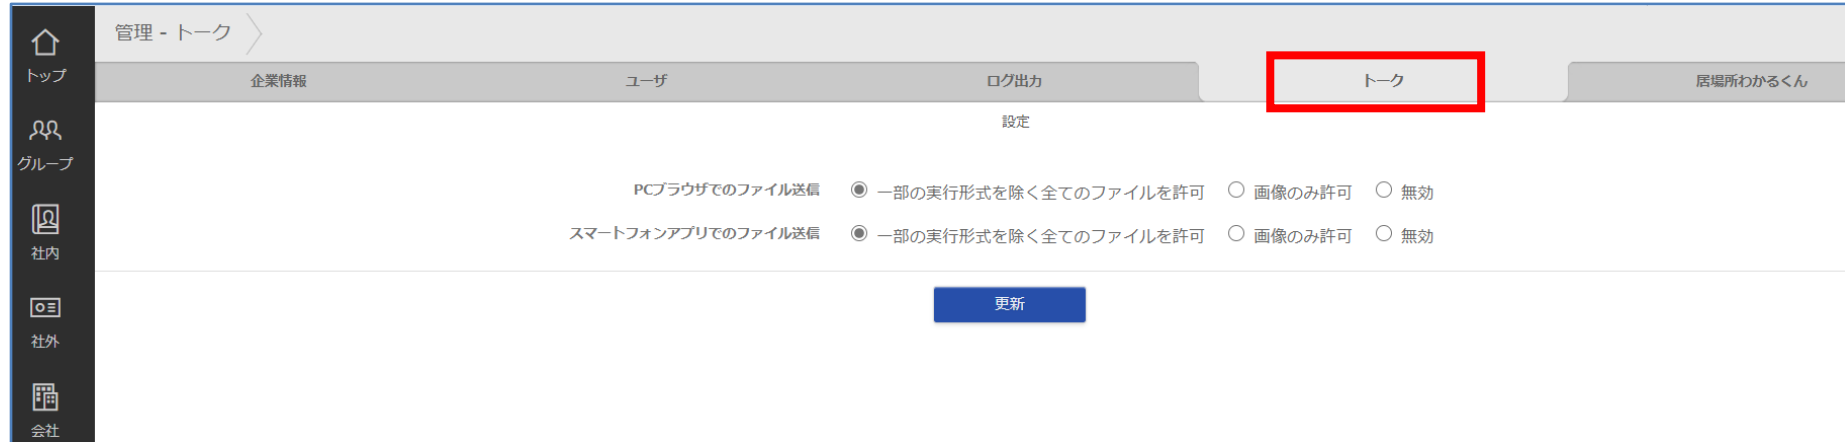 管理 - トーク
トップ
企業情報
ユーザ
ログ出力
トーク
居場所わかるくん
設定
グループ
PCブラウザでのファイル送信 一部の実行形式を除く全てのファイルを許可 画像のみ許可 無効
スマートフォンアプリでのファイル送信 一部の実行形式を除く全てのファイルを許可 画像のみ許可 無効
社内
更新
社外
会社